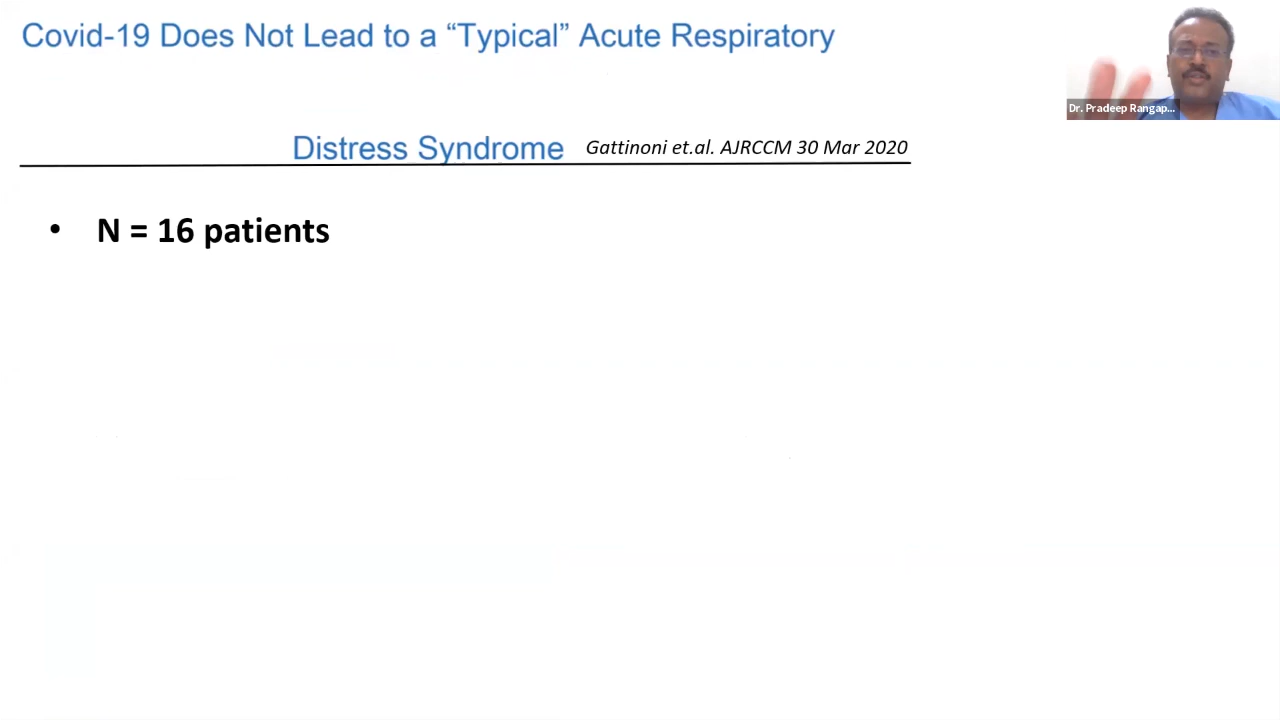 Covid-19 Does Not Lead to a “Typical” Acute Respiratory
Dr. Pradeep Rangap...
Distress Syndrome Gattinoni et.al. AJRCCM 30 Mar 2020
• N = 16 patients